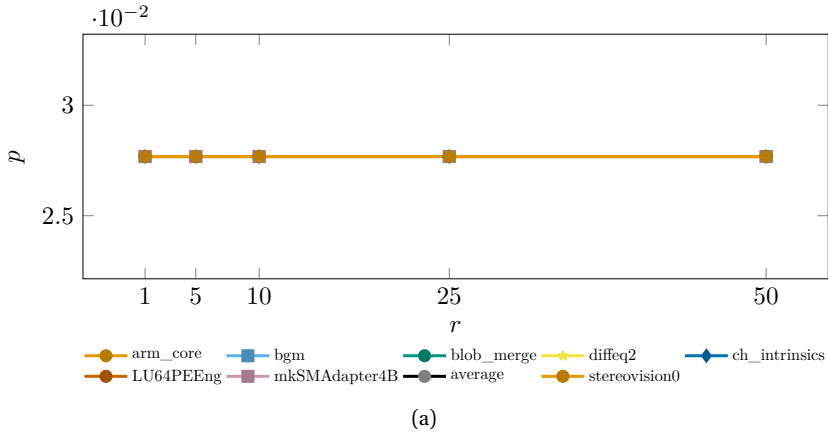 ·10−2
3
2.5
p
1 5 10 25 50
r
arm_core bgm blob_merge diffeq2 ch_intrinsics
LU64PEEng mkSMAdapter4B average stereovision0
(a)